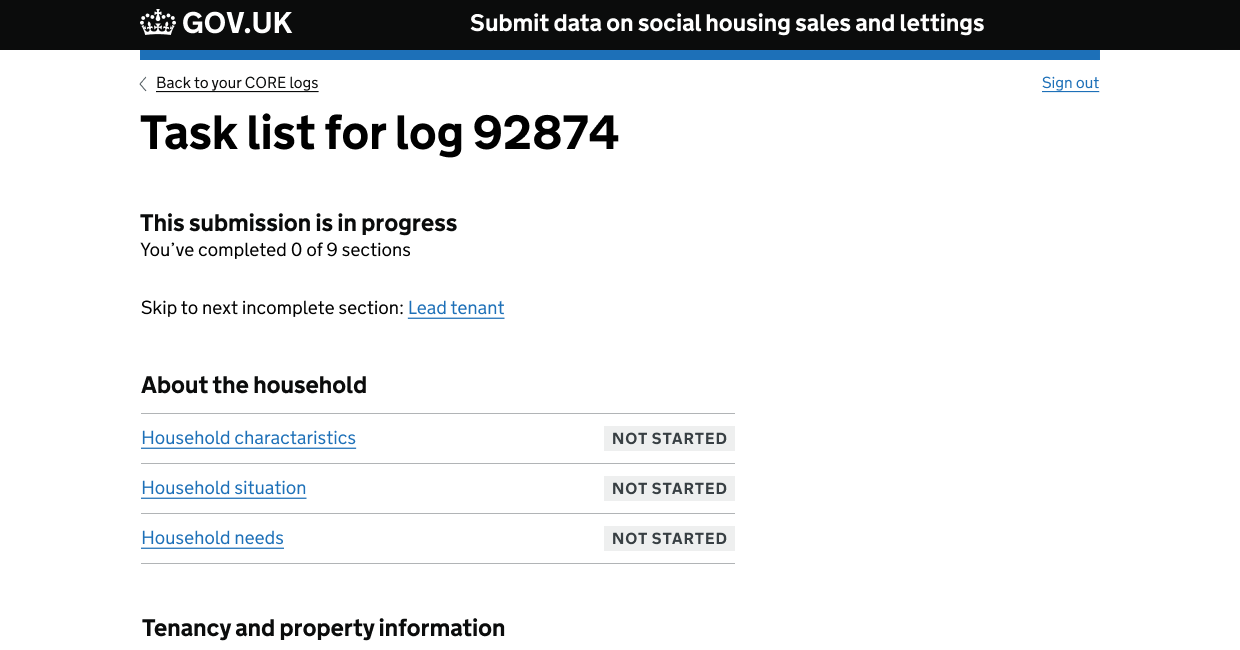 GOV.UK
Submit data on social housing sales and lettings
Back to your CORE logs
Sign out
Task list for log 92874
This submission is in progress
You’ve completed 0 of 9 sections
Skip to next incomplete section: Lead tenant
About the household
Household charactaristics NOT STARTED
Household situation NOT STARTED
Household needs NOT STARTED
Tenancy and property information